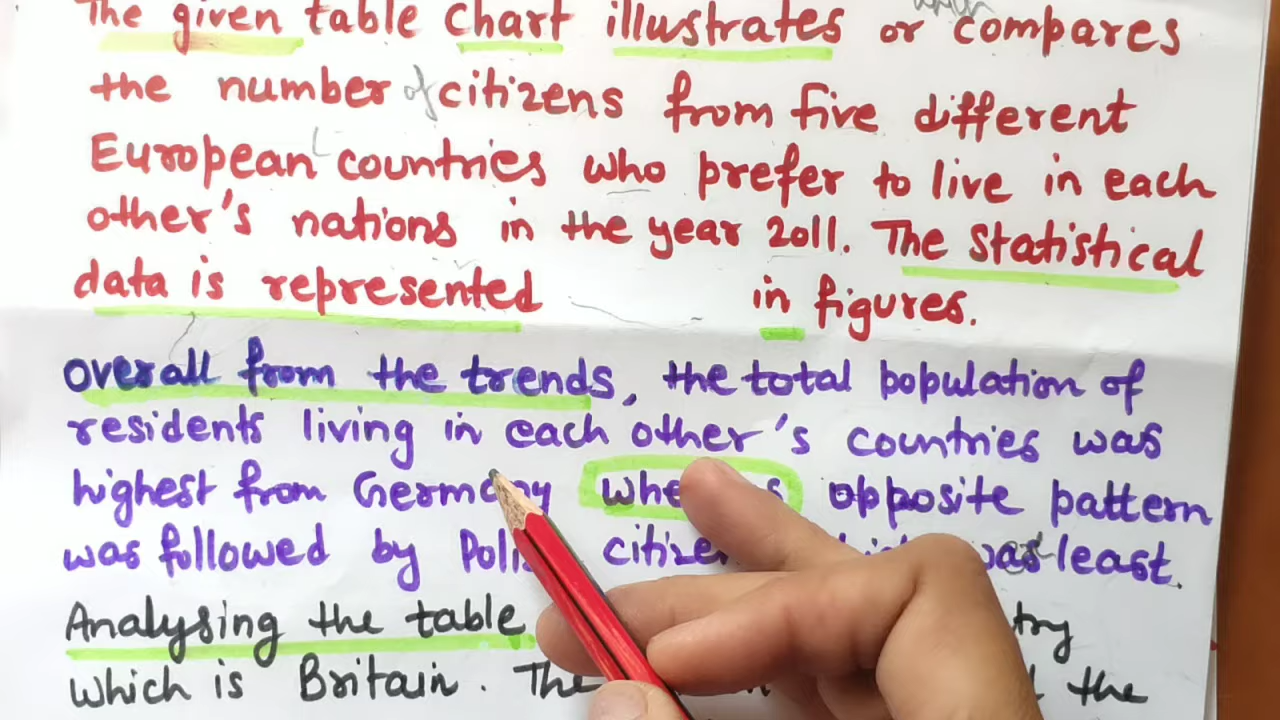 The given table chart illustrates or compares
the number of citizens from five different
European countries who prefer to live in each
other's nations in the year 2011. The statistical
data is represented in figures.
Overall from the trends, the total population of
residents living in each other's countries was
highest from Germany opposite pattern
was followed by citizen was least.
Analysing the table
which is Britain. The the